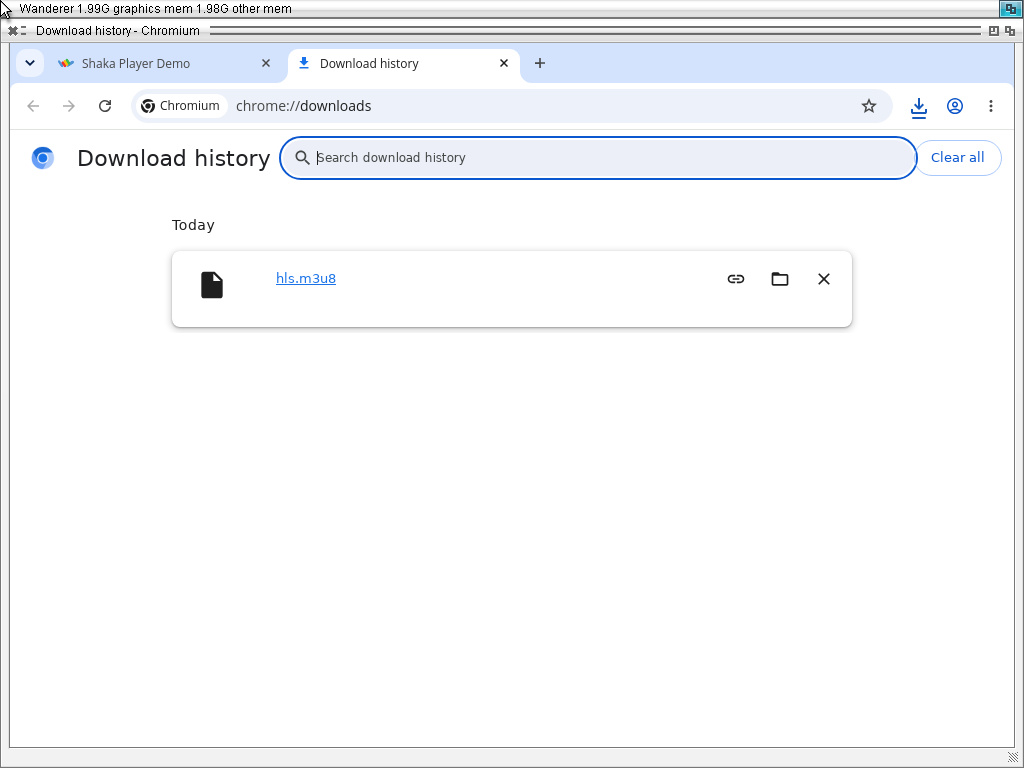 Wanderer 1.99G graphics mem 1.98G other mem
Download history - Chromium
Shaka Player Demo
Download history
Chromium
chrome://downloads
Download history
Search download history
Clear all
Today
hls.m3u8